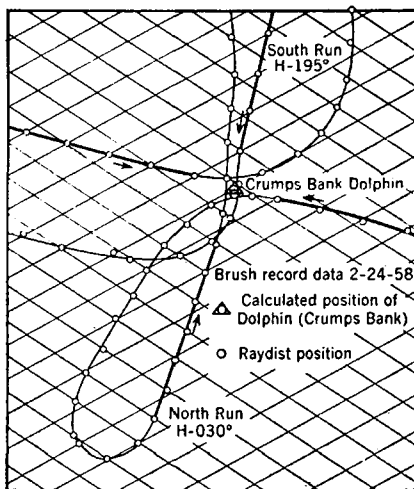 South Run
H-195°
Crumps Bank Dolphin
Brush record data 2-24-58
Calculated position of
Dolphin (Crumps Bank)
Raydist position
North Run
H-030°